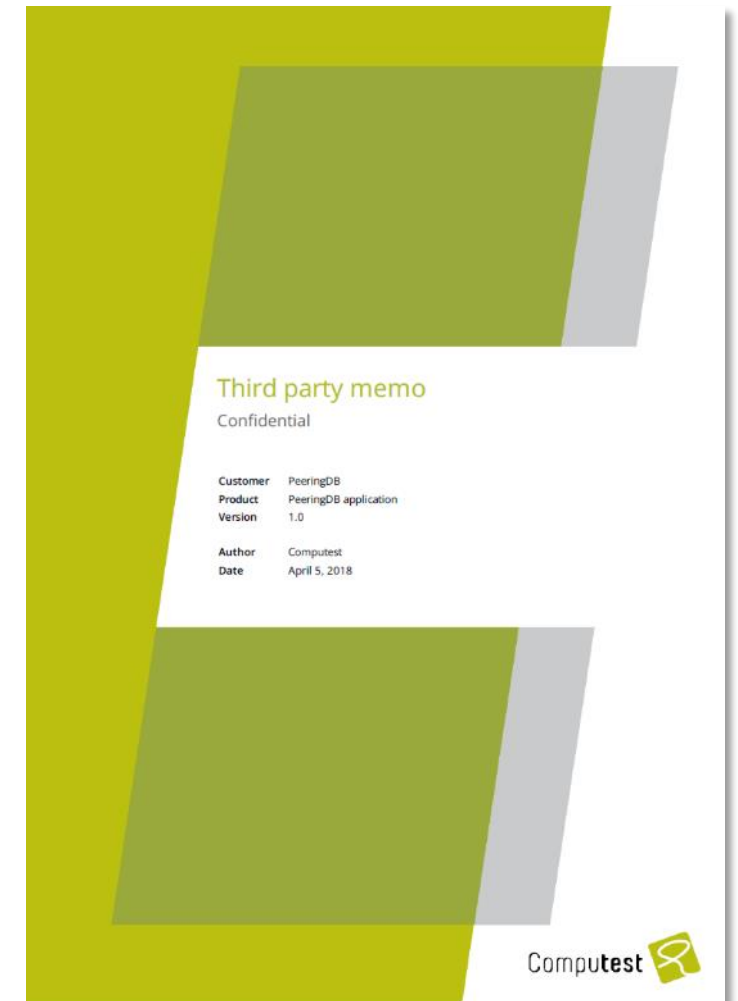 Third party memo
Confidential
Customer PeeringDB
Product PeeringDB application
Version 1.0
Author Computest
Date April 5, 2018
Computest